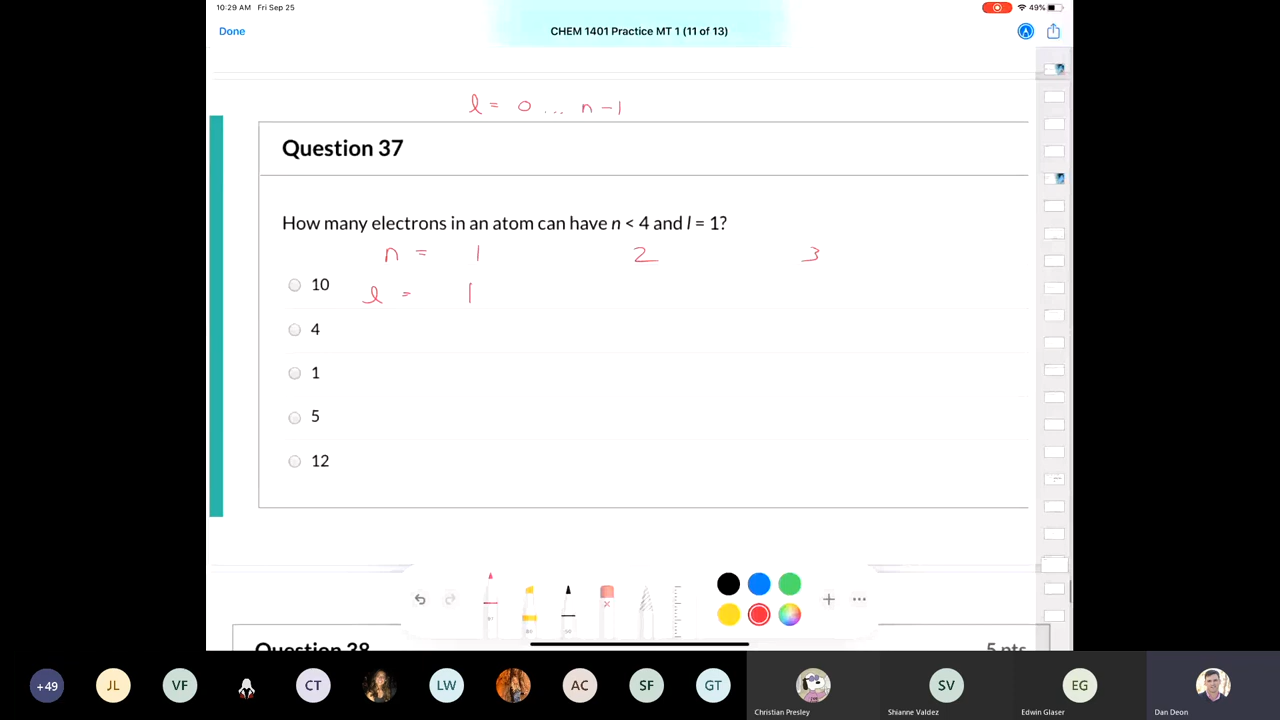 10:29 AM Fri Sep 25
49%
Done
CHEM 1401 Practice MT 1 (11 of 13)
l = 0 ... n - 1
Question 37
How many electrons in an atom can have n < 4 and l = 1?
n = 1 2 3
10
l = 1
4
1
5
12
Question 38
5 pts
+49
JL
VF
CT
LW
AC
SF
GT
SV
EG
Christian Presley
Shianne Valdez
Edwin Glaser
Dan Deon